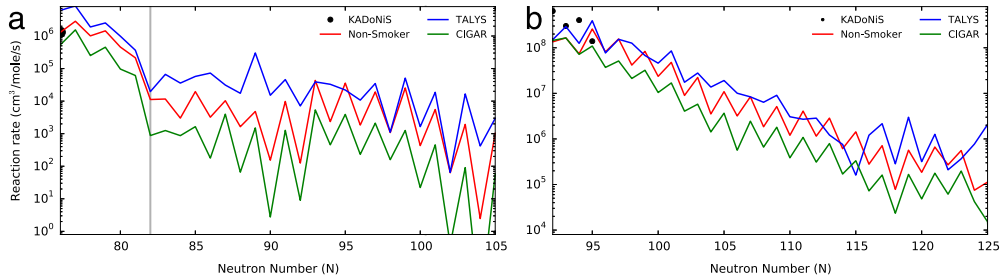 a
Reaction rate (cm³/mole/s)
10⁶
10⁵
10⁴
10³
10²
10¹
10⁰
KADoNiS
Non-Smoker
TALYS
CIGAR
80 85 90 95 100 105
Neutron Number (N)
b
10⁸
10⁷
10⁶
10⁵
10⁴
KADoNiS
Non-Smoker
TALYS
CIGAR
95 100 105 110 115 120 125
Neutron Number (N)